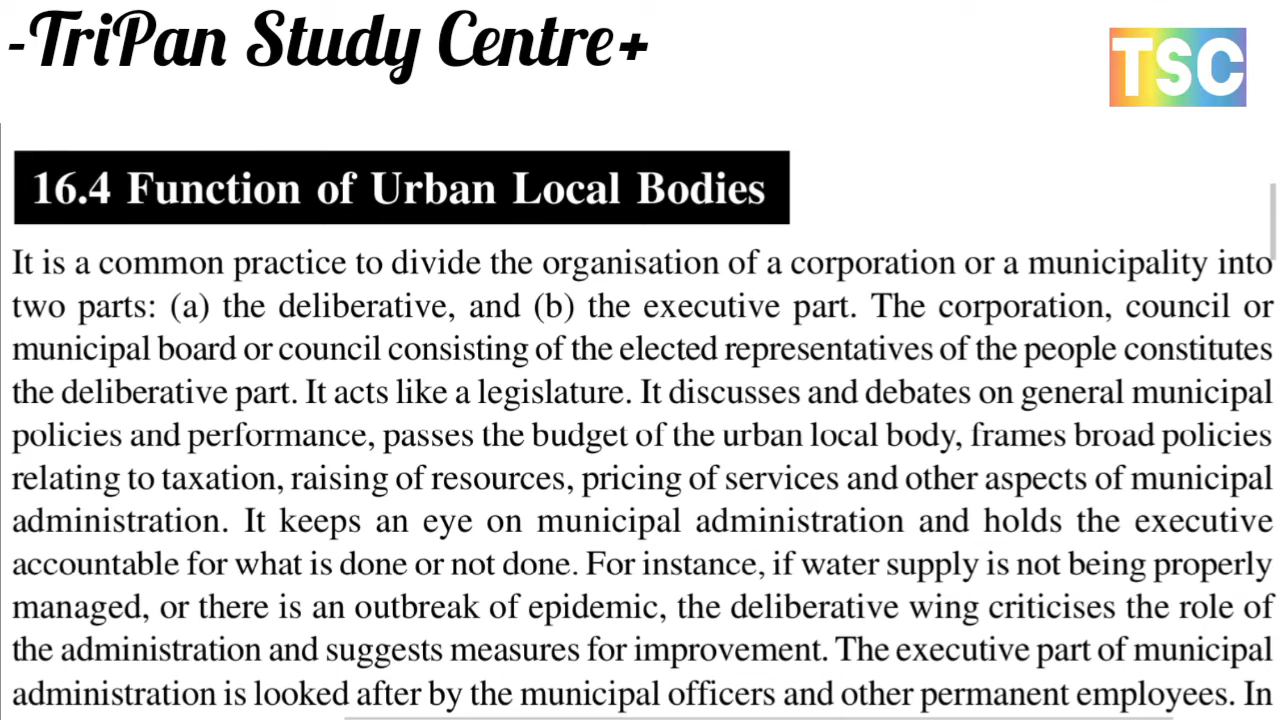 -TriPan Study Centre+
TSC
16.4 Function of Urban Local Bodies
It is a common practice to divide the organisation of a corporation or a municipality into
two parts: (a) the deliberative, and (b) the executive part. The corporation, council or
municipal board or council consisting of the elected representatives of the people constitutes
the deliberative part. It acts like a legislature. It discusses and debates on general municipal
policies and performance, passes the budget of the urban local body, frames broad policies
relating to taxation, raising of resources, pricing of services and other aspects of municipal
administration. It keeps an eye on municipal administration and holds the executive
accountable for what is done or not done. For instance, if water supply is not being properly
managed, or there is an outbreak of epidemic, the deliberative wing criticises the role of
the administration and suggests measures for improvement. The executive part of municipal
administration is looked after by the municipal officers and other permanent employees. In